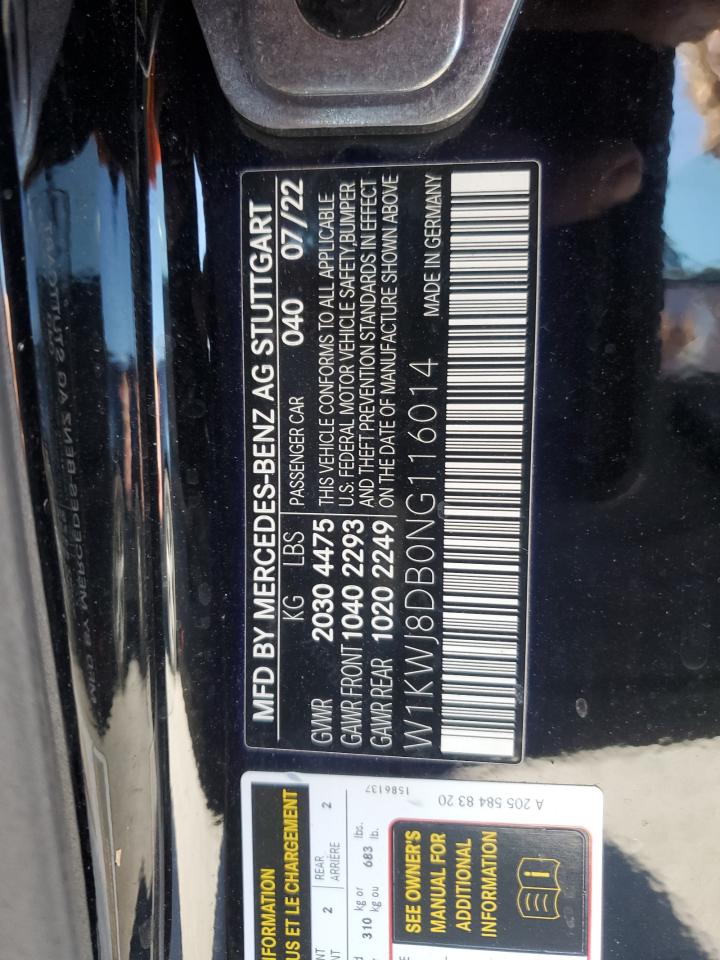 MFD BY MERCEDES-BENZ AG STUTTGART
KG LBS PASSENGER CAR 040 07/22
GVWR 2030 4475
GAWR FRONT 1040 2293
GAWR REAR 1020 2249
THIS VEHICLE CONFORMS TO ALL APPLICABLE
U.S. FEDERAL MOTOR VEHICLE SAFETY,BUMPER
AND THEFT PREVENTION STANDARDS IN EFFECT
ON THE DATE OF MANUFACTURE SHOWN ABOVE
W1KWJ8DB0NG116014 MADE IN GERMANY
US ET LE CHARGEMENT
2 REAR 2
ARRIÈRE
310 kg or 683 lbs.
kg ou lb.
1586137
SEE OWNER'S
MANUAL FOR
ADDITIONAL
INFORMATION
A 205 584 83 20